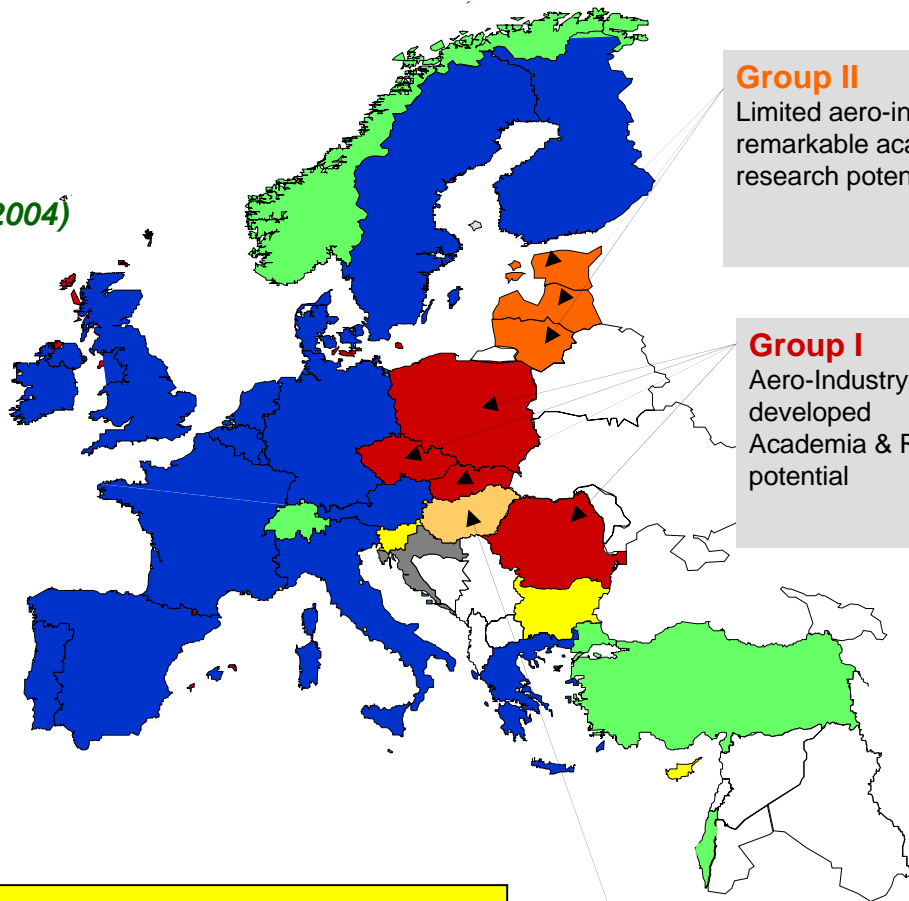 Group II
Limited aero-in
remarkable aca
research poten
2004)
Group I
Aero-Industry
developed
Academia & R
potential